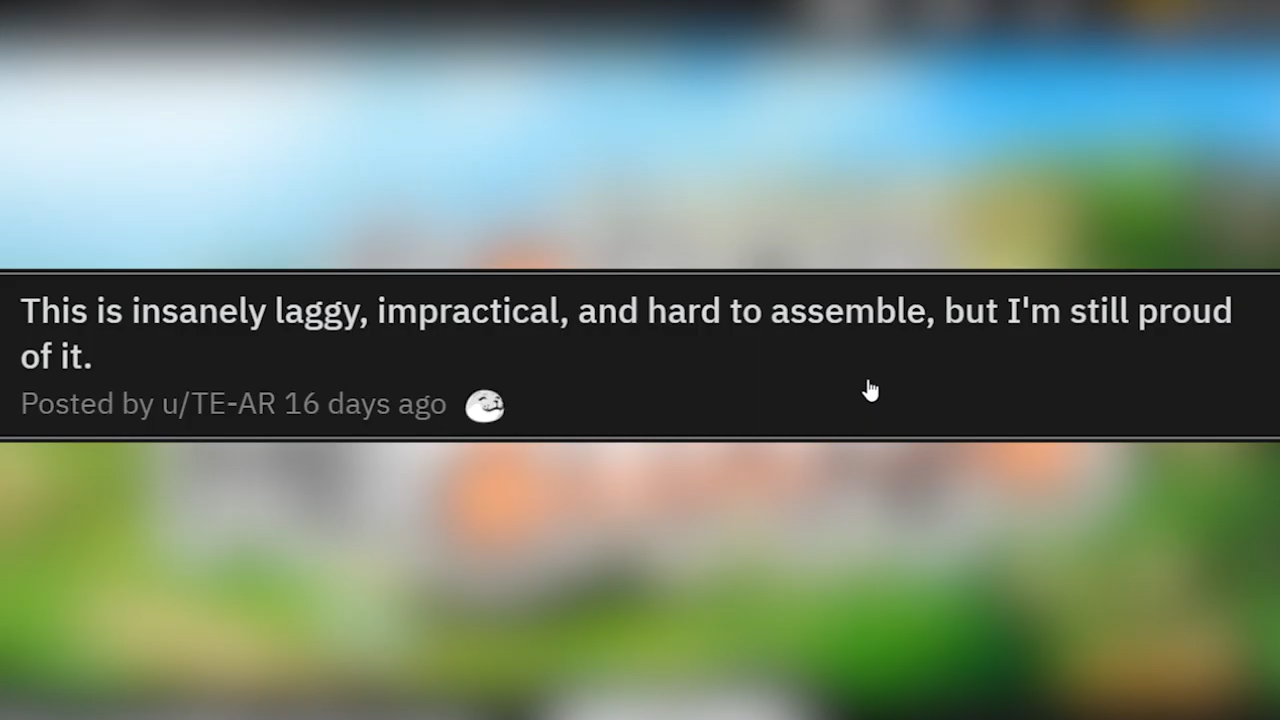 This is insanely laggy, impractical, and hard to assemble, but I'm still proud
of it.
Posted by u/TE-AR 16 days ago